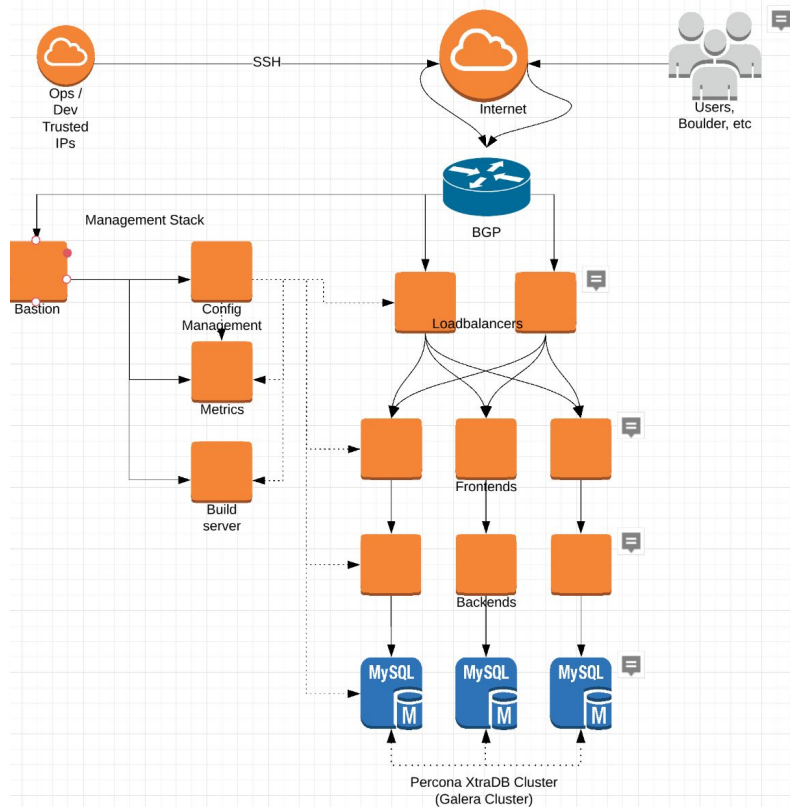 SSH
Ops /
Dev
Trusted
IPs
Internet
Users,
Boulder, etc
BGP
Management Stack
Bastion
Config
Management
Loadbalancers
Metrics
Build
server
Frontends
Backends
MySQL
M
MySQL
M
MySQL
M
Percona XtraDB Cluster
(Galera Cluster)